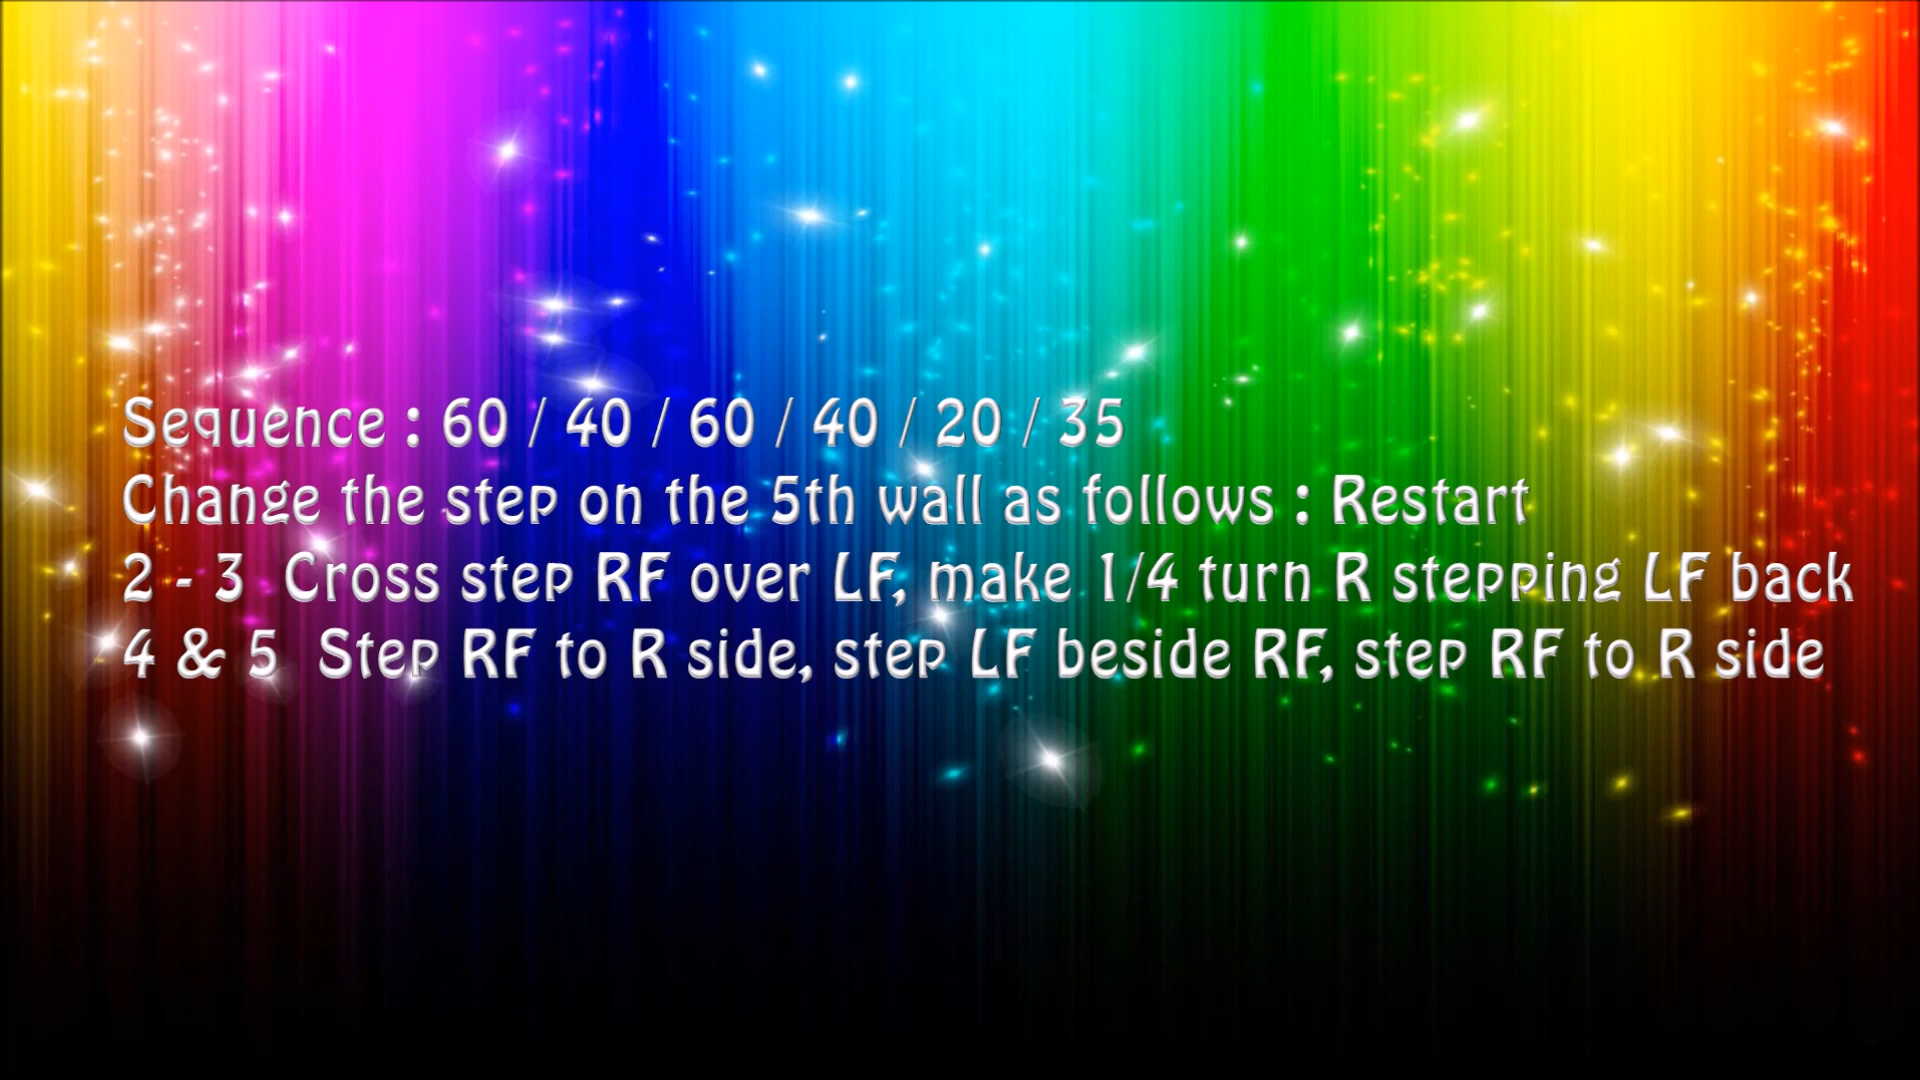 Sequence : 60 / 40 / 60 / 40 / 20 / 35
Change the step on the 5th wall as follows : Restart
2 - 3 Cross step RF over LF, make 1/4 turn R stepping LF back
4 & 5 Step RF to R side, step LF beside RF, step RF to R side